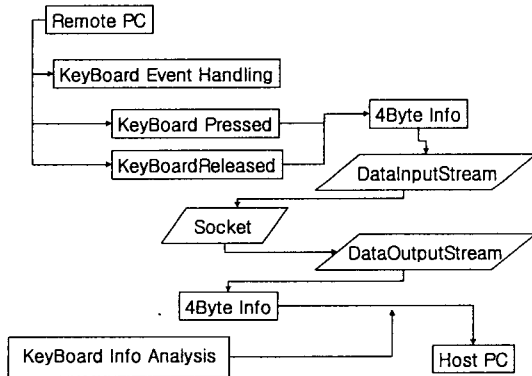 Remote PC
KeyBoard Event Handling
KeyBoard Pressed
4Byte Info
KeyBoardReleased
DataInputStream
Socket
DataOutputStream
4Byte Info
KeyBoard Info Analysis
Host PC